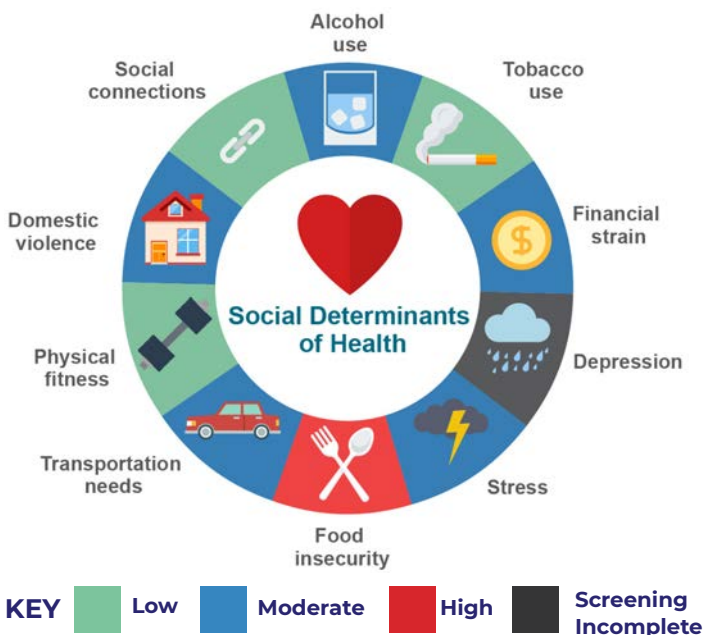 Alcohol
use
Social
connections
Tobacco
use
Domestic
violence
Financial
strain
Social Determinants
of Health
Physical
fitness
Depression
Transportation
needs
Stress
Food
insecurity
KEY
Low
Moderate
High
Screening
Incomplete